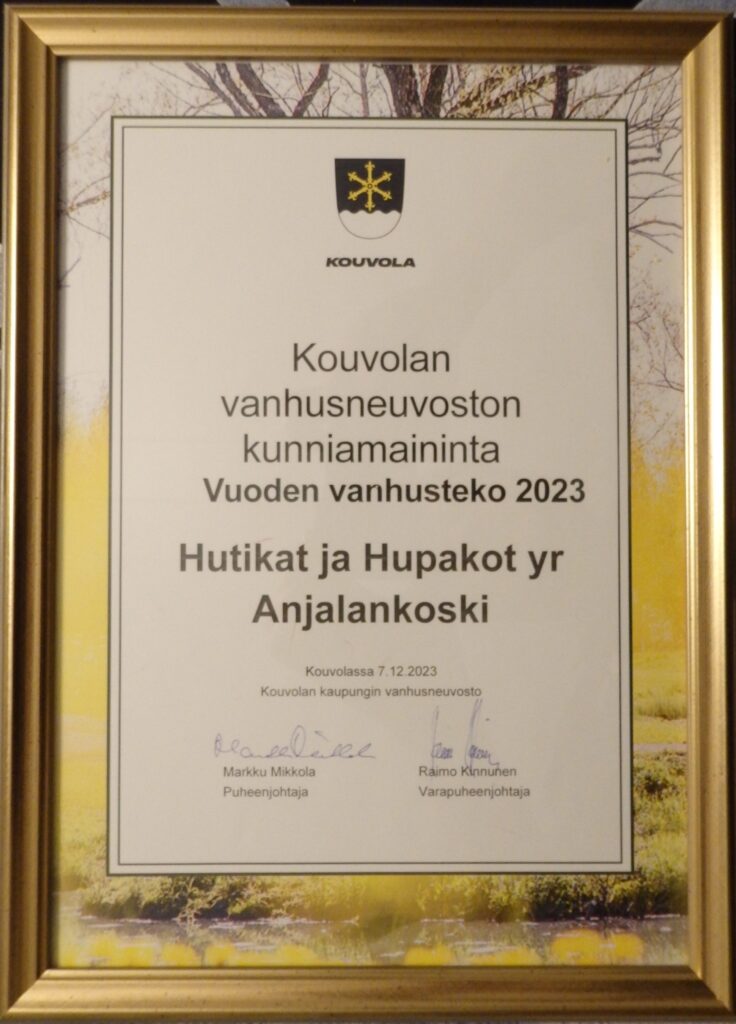 KOUVOLA
Kouvolan
vanhusneuvoston
kunniamaininta
Vuoden vanhusteko 2023
Hutikat ja Hupakot yr
Anjalankoski
Kouvolassa 7.12.2023
Kouvolan kaupungin vanhusneuvosto
Markku Mikkola Raimo Kinnunen
Puheenjohtaja Varapuheenjohtaja